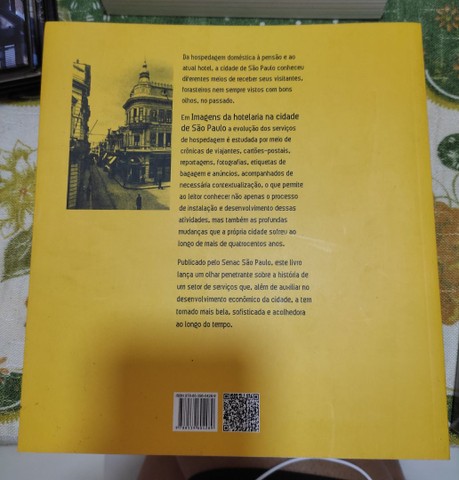 Da hospedagem doméstica à pensão e ao
atual hotel, a cidade de São Paulo conheceu
diferentes meios de receber seus visitantes,
forasteiros nem sempre vistos com bons
olhos, no passado.
Em Imagens da hotelaria na cidade
de São Paulo a evolução dos serviços
de hospedagem é estudada por meio de
crônicas de viajantes, cartões-postais,
reportagens, fotografias, etiquetas de
bagagem e anúncios, acompanhados de
necessária contextualização, o que permite
ao leitor conhecer não apenas o processo
de instalação e desenvolvimento dessas
atividades, mas também as profundas
mudanças que a própria cidade sofreu ao
longo de mais de quatrocentos anos.
Publicado pelo Senac São Paulo, este livro
lança um olhar penetrante sobre a história de
um setor de serviços que, além de auxiliar no
desenvolvimento econômico da cidade, a tem
tornado mais bela, sofisticada e acolhedora
ao longo do tempo.